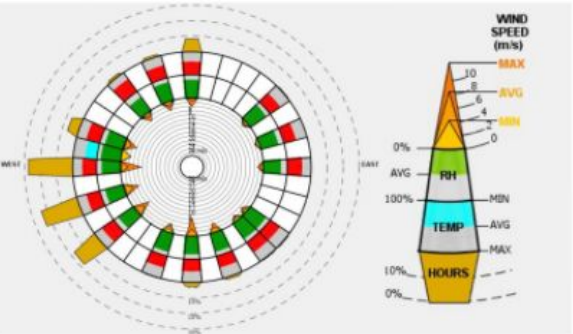 WIND
SPEED
(m/s)
MAX
10
8
AVG
6
4
MIN
2
0%
0
AVG
RH
100%
MIN
TEMP
AVG
MAX
HOURS
10%
0%
WEST
EAST